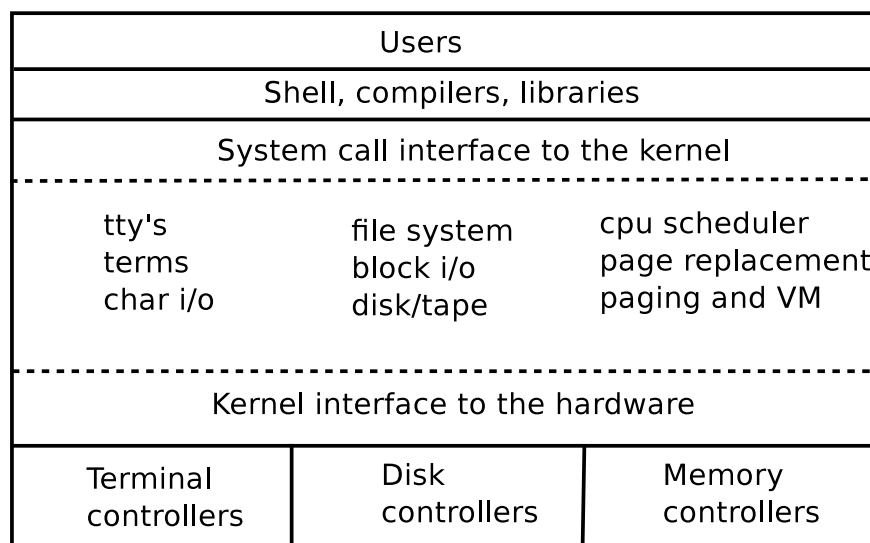 Users
Shell, compilers, libraries
System call interface to the kernel
tty's
terms
char i/o
file system
block i/o
disk/tape
cpu scheduler
page replacement
paging and VM
Kernel interface to the hardware
Terminal
controllers
Disk
controllers
Memory
controllers